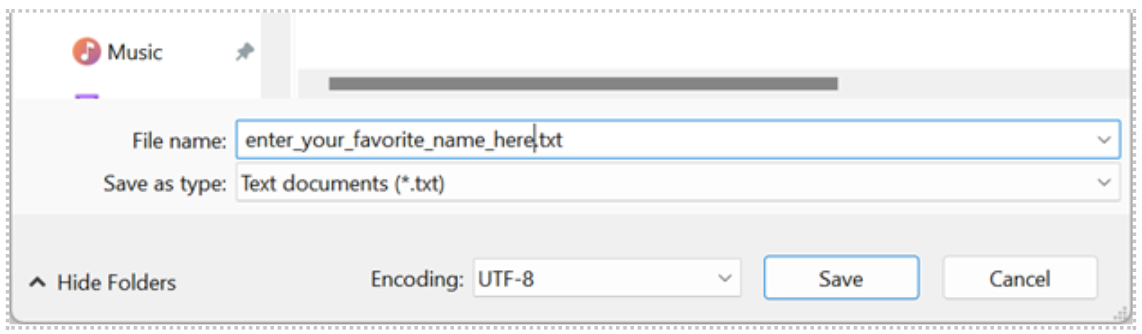 Music
File name: enter_your_favorite_name_here.txt
Save as type: Text documents (*.txt)
Hide Folders Encoding: UTF-8 Save Cancel